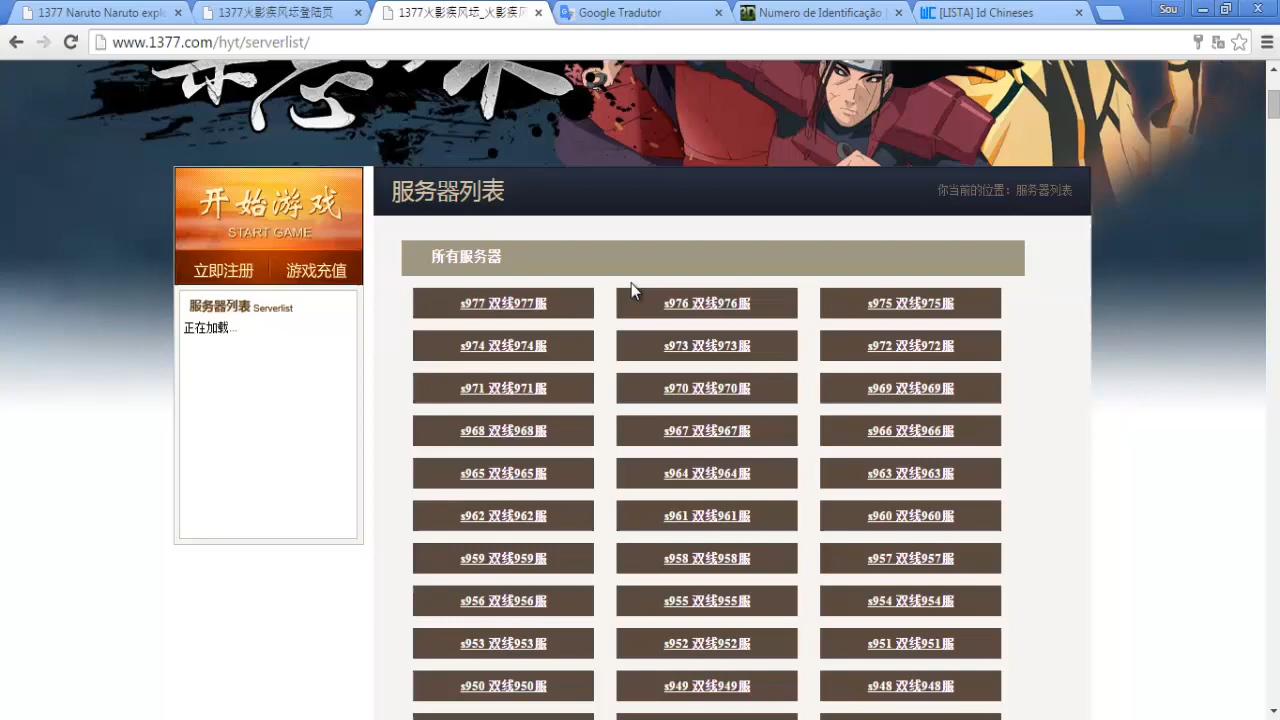 1377 Naruto Naruto expl
1377火影疾风坛登陆页
1377火影疾风坛_火影疾风
Google Tradutor
Numero de Identificação
[LISTA] Id Chineses
Sou
www.1377.com/hyt/serverlist/
开始游戏
START GAME
立即注册
游戏充值
服务器列表 Serverlist
正在加载...
服务器列表
你当前的位置：服务器列表
所有服务器
s977 双线977服
s976 双线976服
s975 双线975服
s974 双线974服
s973 双线973服
s972 双线972服
s971 双线971服
s970 双线970服
s969 双线969服
s968 双线968服
s967 双线967服
s966 双线966服
s965 双线965服
s964 双线964服
s963 双线963服
s962 双线962服
s961 双线961服
s960 双线960服
s959 双线959服
s958 双线958服
s957 双线957服
s956 双线956服
s955 双线955服
s954 双线954服
s953 双线953服
s952 双线952服
s951 双线951服
s950 双线950服
s949 双线949服
s948 双线948服